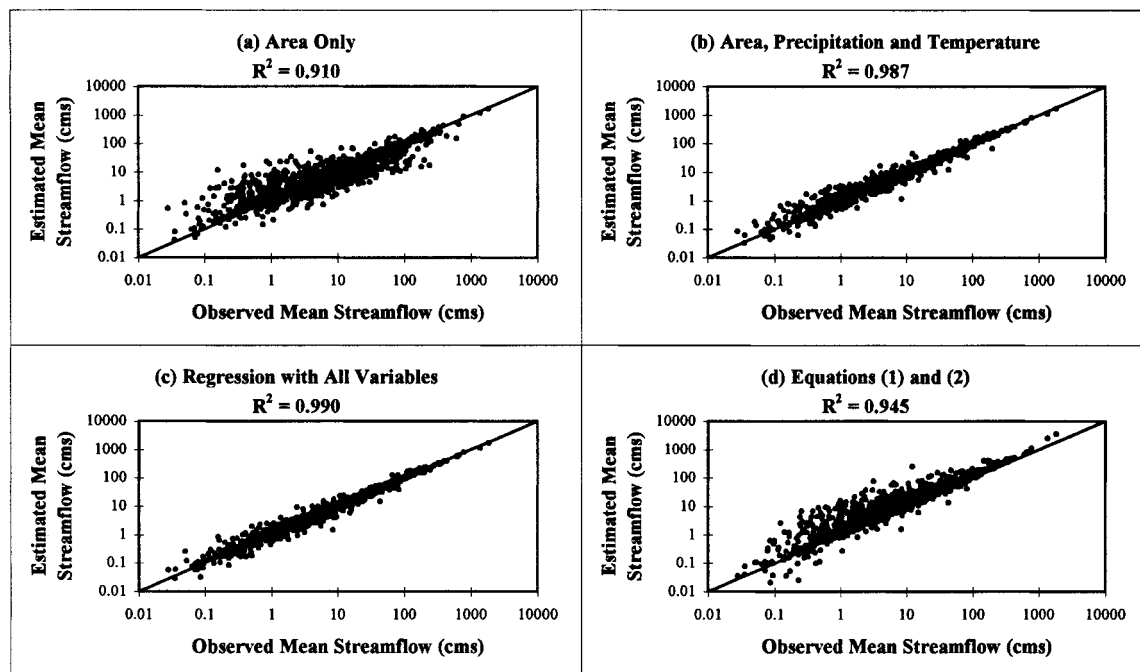 (a) Area Only
R² = 0.910
Estimated Mean
Streamflow (cms)
10000
1000
100
10
1
0.1
0.01
0.01 0.1 1 10 100 1000 10000
Observed Mean Streamflow (cms)
(b) Area, Precipitation and Temperature
R² = 0.987
Estimated Mean
Streamflow (cms)
10000
1000
100
10
1
0.1
0.01
0.01 0.1 1 10 100 1000 10000
Observed Mean Streamflow (cms)
(c) Regression with All Variables
R² = 0.990
Estimated Mean
Streamflow (cms)
10000
1000
100
10
1
0.1
0.01
0.01 0.1 1 10 100 1000 10000
Observed Mean Streamflow (cms)
(d) Equations (1) and (2)
R² = 0.945
Estimated Mean
Streamflow (cms)
10000
1000
100
10
1
0.1
0.01
0.01 0.1 1 10 100 1000 10000
Observed Mean Streamflow (cms)